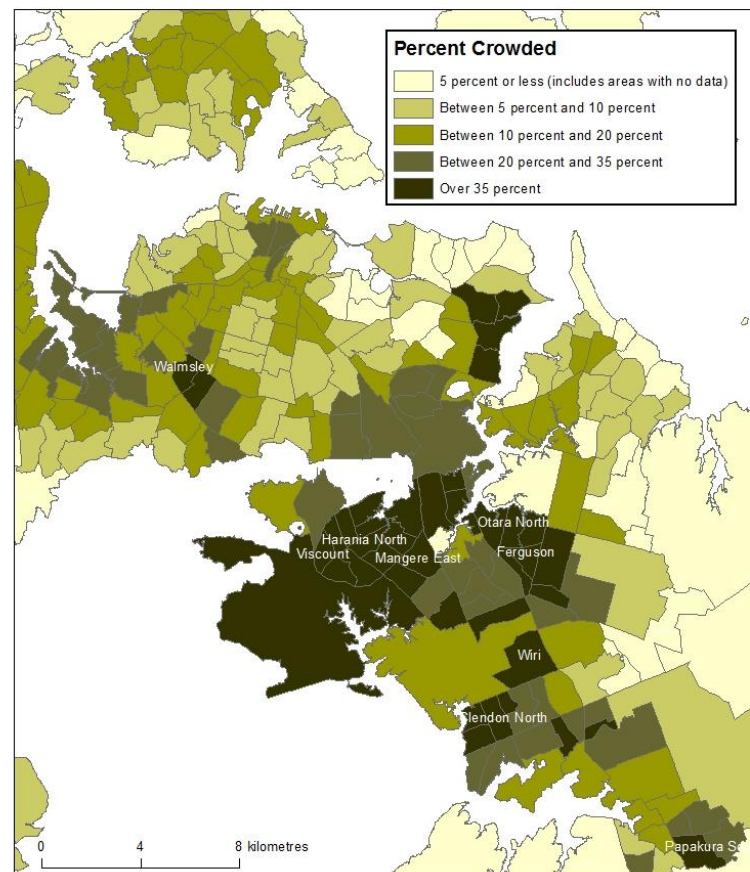 Percent Crowded
5 percent or less (includes areas with no data)
Between 5 percent and 10 percent
Between 10 percent and 20 percent
Between 20 percent and 35 percent
Over 35 percent
Walmsley
Otara North
Harania North
Viscount
Ferguson
Mangere East
Wiri
Clendon North
0 4 8 kilometres
Papakura